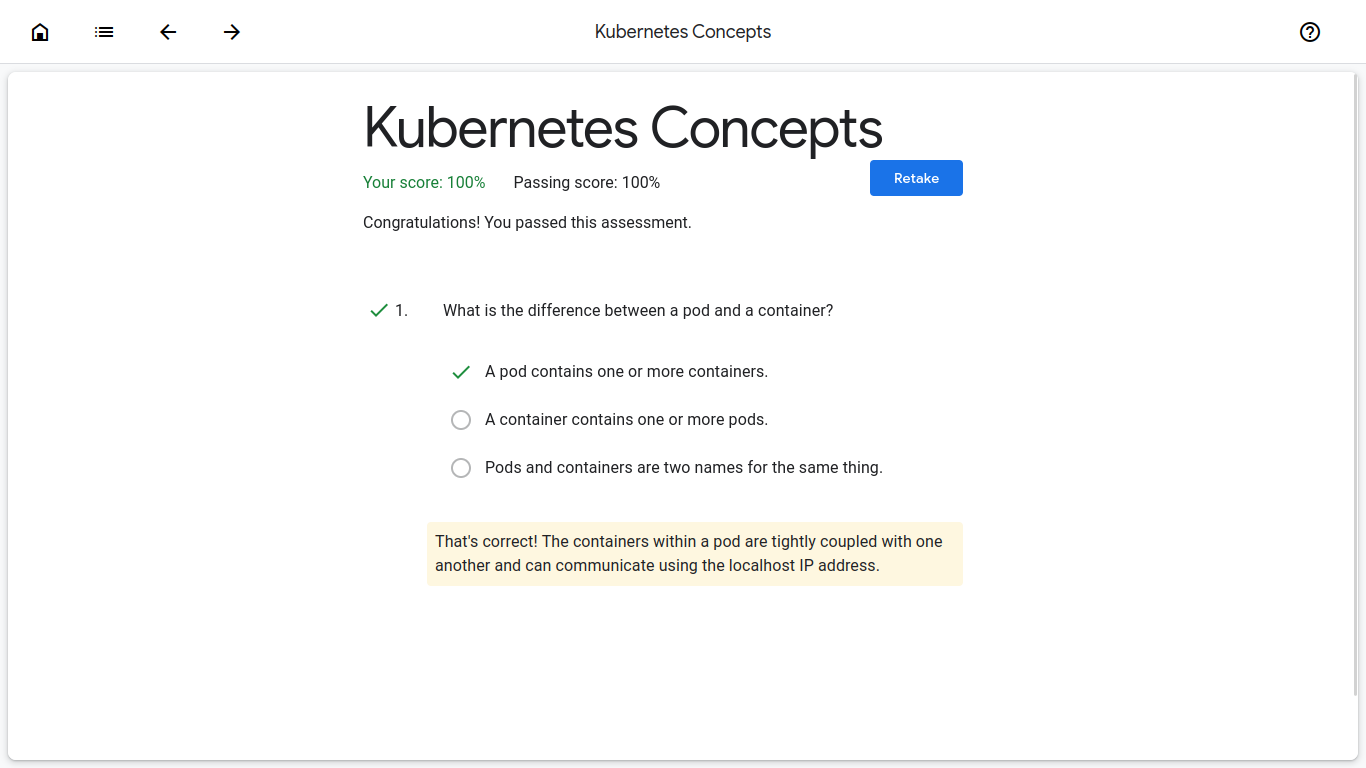 Kubernetes Concepts
Kubernetes Concepts
Your score: 100%
Passing score: 100%
Retake
Congratulations! You passed this assessment.
1.
What is the difference between a pod and a container?
A pod contains one or more containers.
A container contains one or more pods.
Pods and containers are two names for the same thing.
That's correct! The containers within a pod are tightly coupled with one
another and can communicate using the localhost IP address.